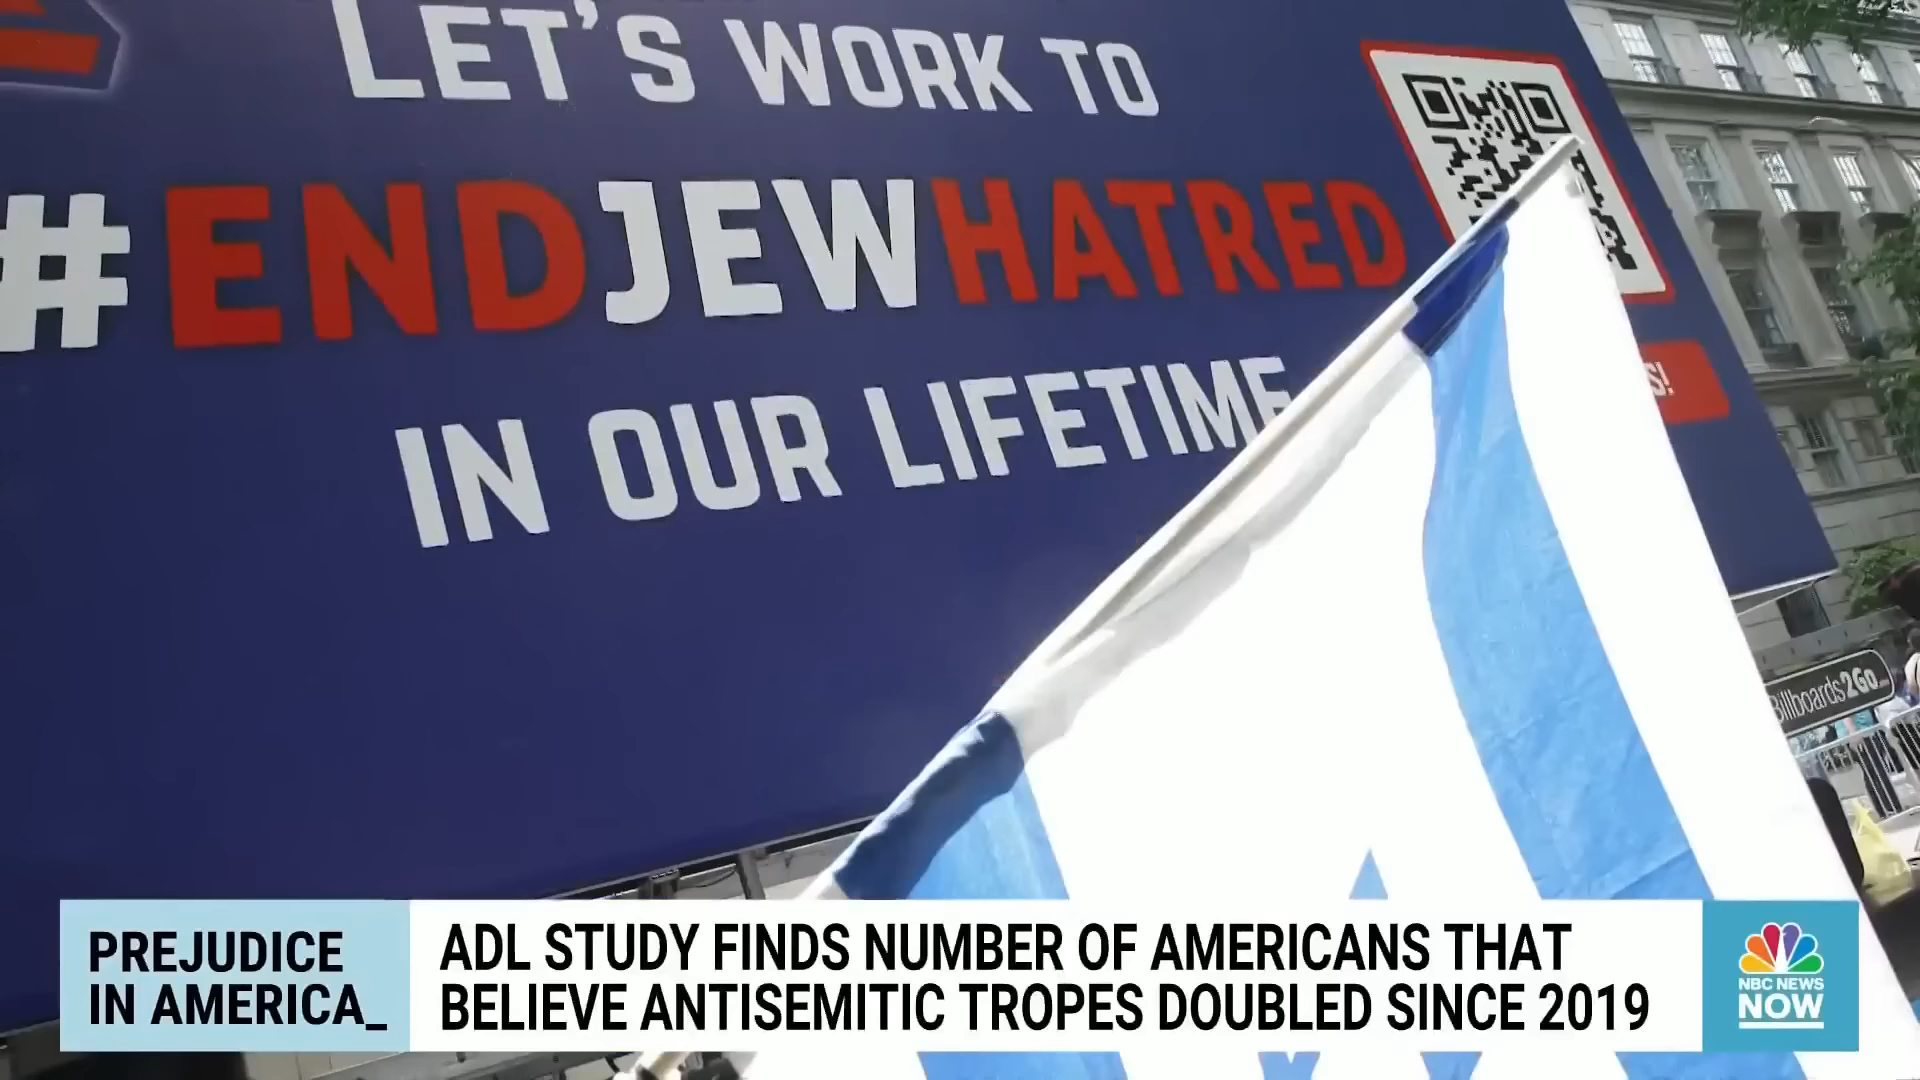 LET'S WORK TO
#ENDJEWHATRED
IN OUR LIFETIME
S!
Billboards2Go
PREJUDICE
IN AMERICA_
ADL STUDY FINDS NUMBER OF AMERICANS THAT
BELIEVE ANTISEMITIC TROPES DOUBLED SINCE 2019
NBC NEWS
NOW